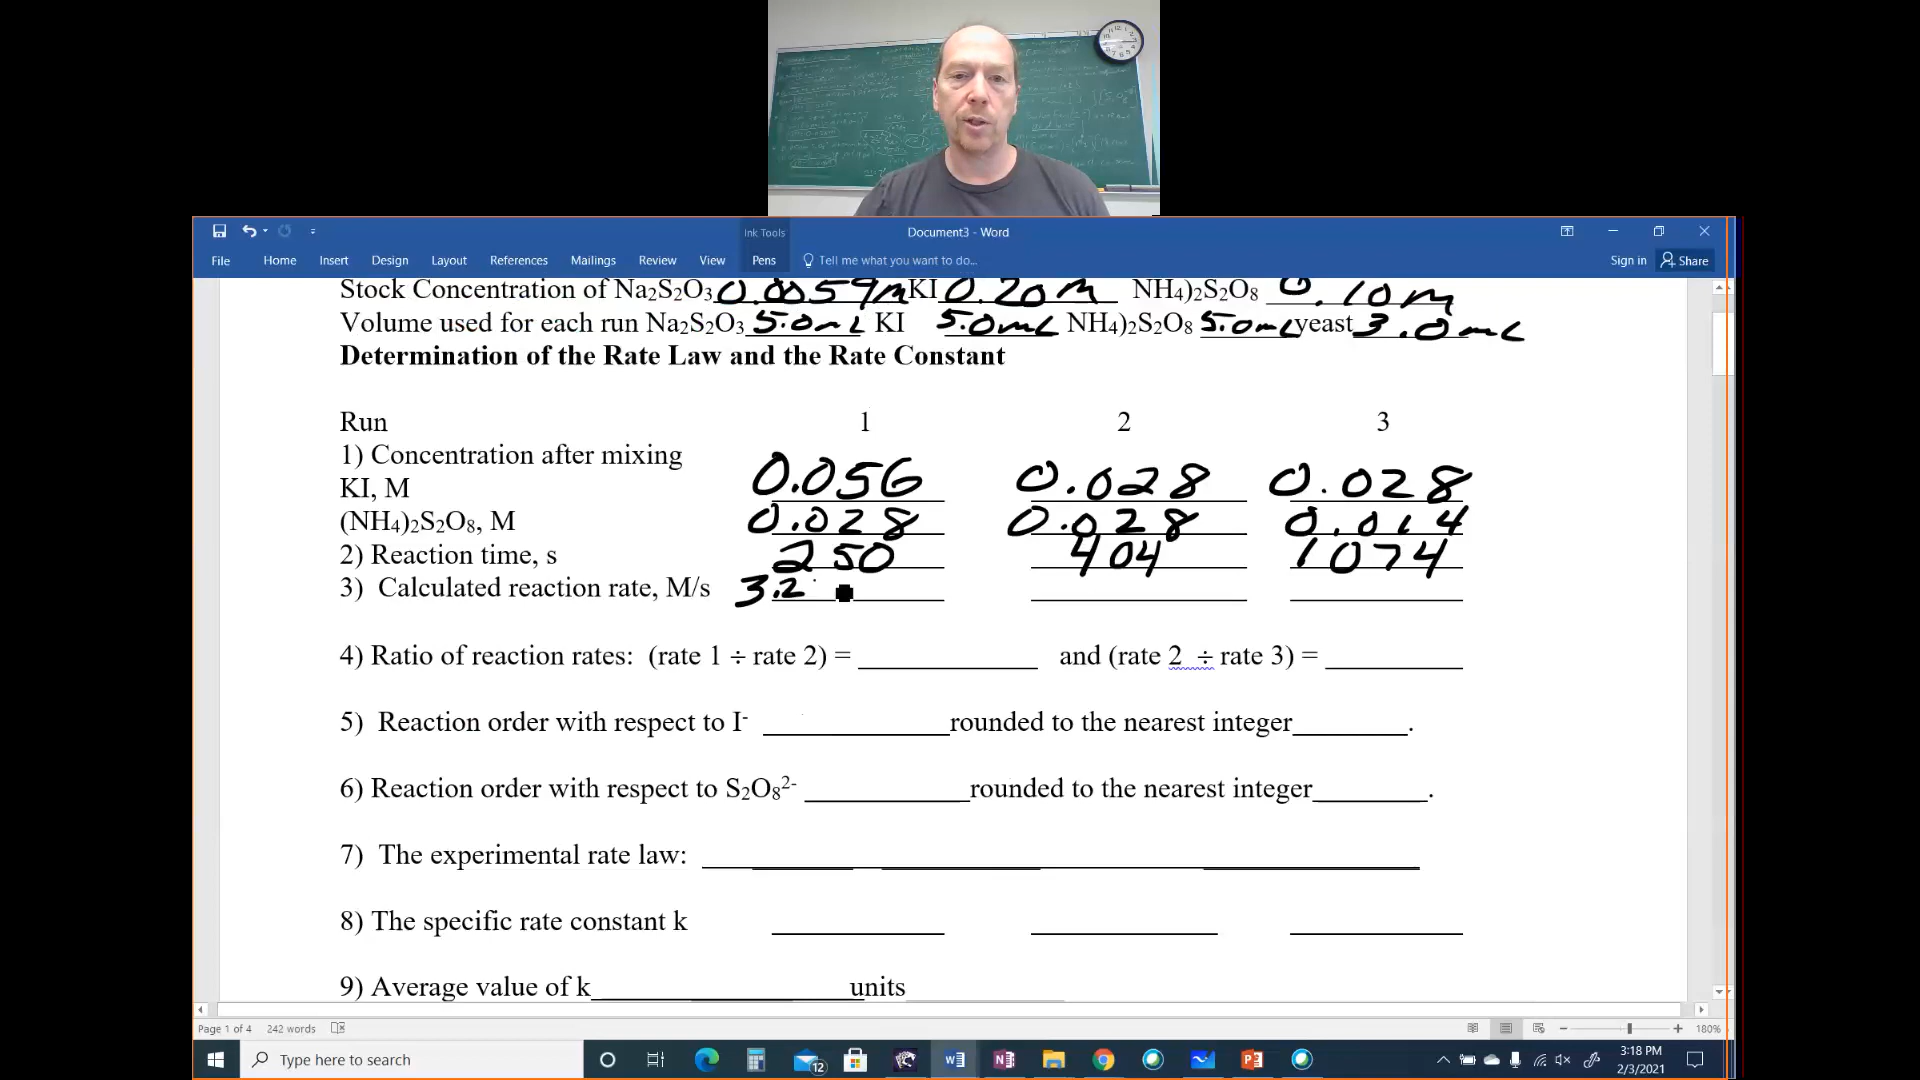 Ink Tools
Document3 - Word
File Home Insert Design Layout References Mailings Review View Pens Tell me what you want to do... Sign in Share
Stock Concentration of Na2S2O3 0.0059M KI 0.20M NH4)2S2O8 0.10M
Volume used for each run Na2S2O3 5.0mL KI 5.0mL NH4)2S2O8 5.0mL yeast 3.0mL
Determination of the Rate Law and the Rate Constant
Run 1 2 3
1) Concentration after mixing
KI, M 0.056 0.028 0.028
(NH4)2S2O8, M 0.028 0.028 0.014
2) Reaction time, s 250 404 1074
3) Calculated reaction rate, M/s 3.2
4) Ratio of reaction rates: (rate 1 ÷ rate 2) = and (rate 2 ÷ rate 3) =
5) Reaction order with respect to I- rounded to the nearest integer .
6) Reaction order with respect to S2O8 2- rounded to the nearest integer .
7) The experimental rate law:
8) The specific rate constant k
9) Average value of k units
Page 1 of 4 242 words 180%
Type here to search 12 3:18 PM
2/3/2021